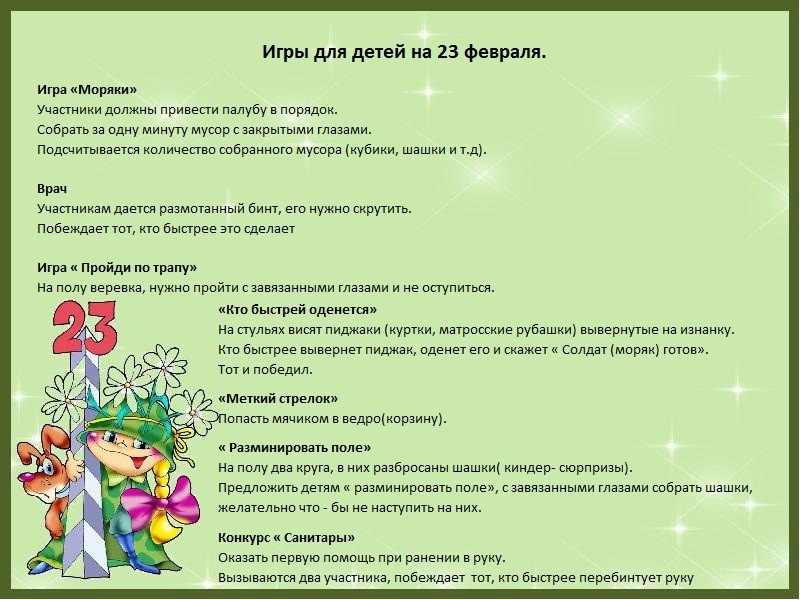 Игры для детей на 23 февраля.
Игра «Моряки»
Участники должны привести палубу в порядок.
Собрать за одну минуту мусор с закрытыми глазами.
Подсчитывается количество собранного мусора (кубики, шашки и т.д).
Врач
Участникам дается размотанный бинт, его нужно скрутить.
Побеждает тот, кто быстрее это сделает
Игра « Пройди по трапу»
На полу веревка, нужно пройти с завязанными глазами и не оступиться.
23
«Кто быстрей оденется»
На стульях висят пиджаки (куртки, матросские рубашки) вывернутые на изнанку.
Кто быстрее вывернет пиджак, оденет его и скажет « Солдат (моряк) готов».
Тот и победил.
«Меткий стрелок»
Попасть мячиком в ведро(корзину).
« Разминировать поле»
На полу два круга, в них разбросаны шашки( киндер- сюрпризы).
Предложить детям « разминировать поле», с завязанными глазами собрать шашки,
желательно что - бы не наступить на них.
Конкурс « Санитары»
Оказать первую помощь при ранении в руку.
Вызываются два участника, побеждает тот, кто быстрее перебинтует руку